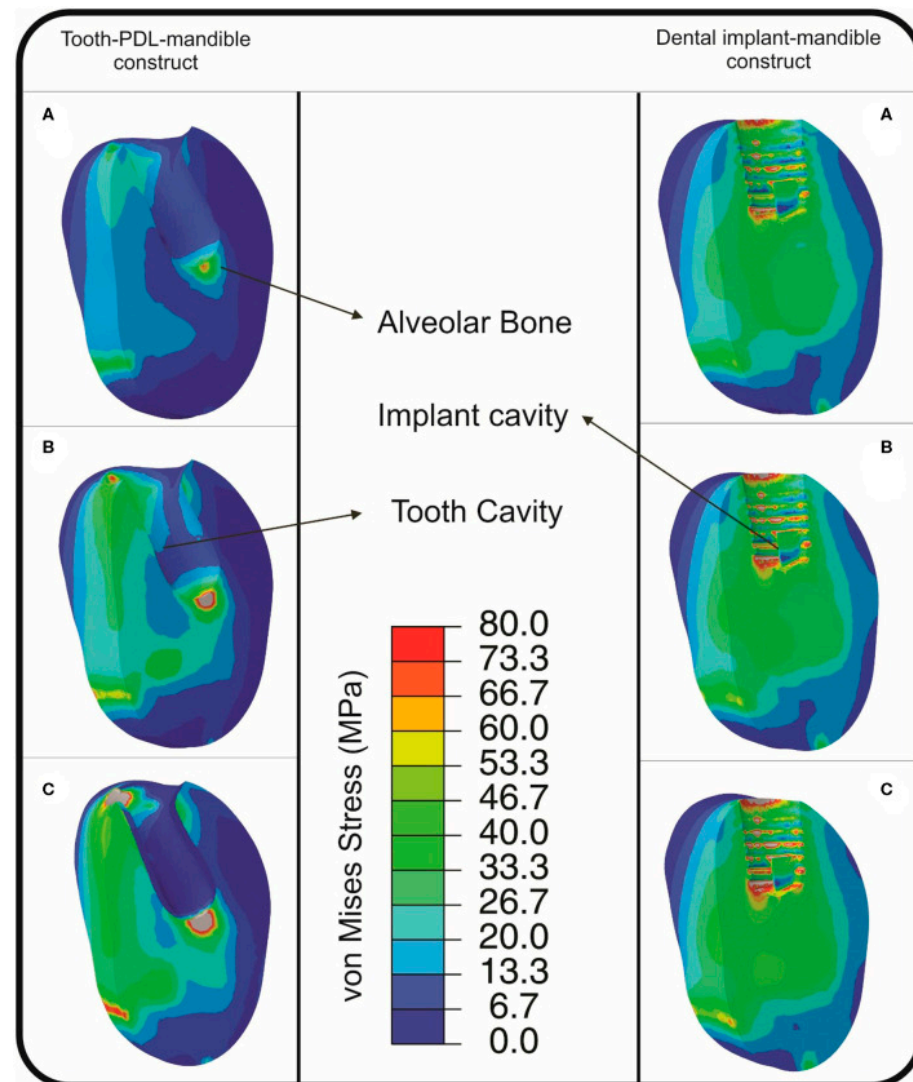 Tooth-PDL-mandible
construct
Dental implant-mandible
construct
A
A
Alveolar Bone
Implant cavity
B
B
Tooth Cavity
von Mises Stress (MPa)
80.0
73.3
66.7
60.0
53.3
46.7
40.0
33.3
26.7
20.0
13.3
6.7
0.0
C
C